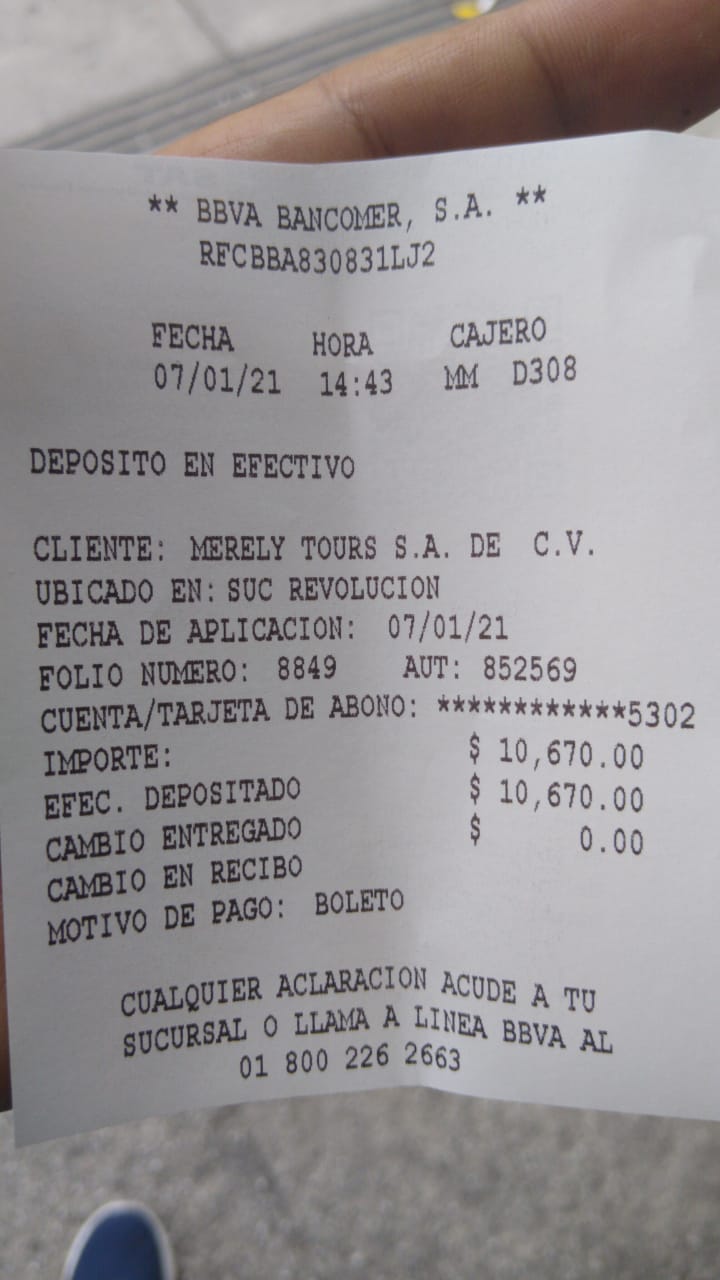 ** BBVA BANCOMER, S.A. **
RFCBBA830831LJ2
FECHA HORA CAJERO
07/01/21 14:43 MM D308
DEPOSITO EN EFECTIVO
CLIENTE: MERELY TOURS S.A. DE C.V.
UBICADO EN: SUC REVOLUCION
FECHA DE APLICACION: 07/01/21
FOLIO NUMERO: 8849 AUT: 852569
CUENTA/TARJETA DE ABONO: ************5302
IMPORTE: $ 10,670.00
EFEC. DEPOSITADO $ 10,670.00
CAMBIO ENTREGADO $ 0.00
CAMBIO EN RECIBO
MOTIVO DE PAGO: BOLETO
CUALQUIER ACLARACION ACUDE A TU
SUCURSAL O LLAMA A LINEA BBVA AL
01 800 226 2663